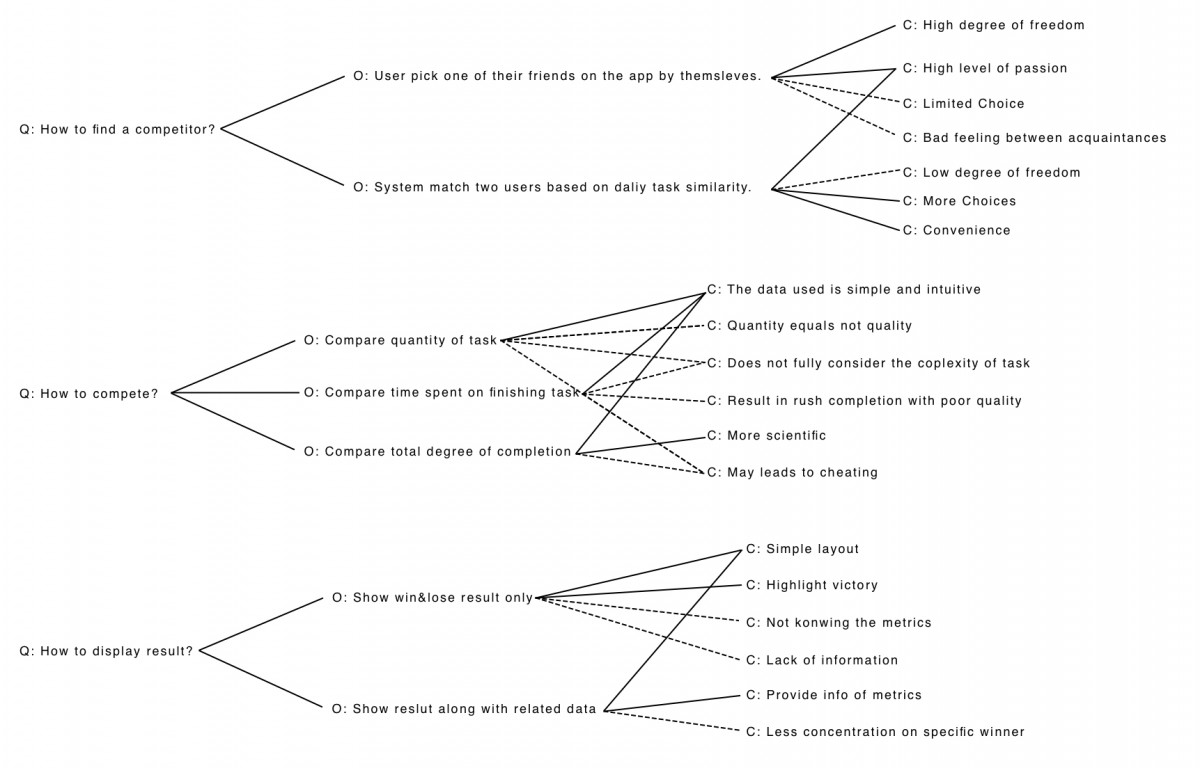 Q: How to find a competitor?
O: User pick one of their friends on the app by themsleves.
O: System match two users based on daliy task similarity.
C: High degree of freedom
C: High level of passion
C: Limited Choice
C: Bad feeling between acquaintances
C: Low degree of freedom
C: More Choices
C: Convenience
Q: How to compete?
O: Compare quantity of task
O: Compare time spent on finishing task
O: Compare total degree of completion
C: The data used is simple and intuitive
C: Quantity equals not quality
C: Does not fully consider the coplexity of task
C: Result in rush completion with poor quality
C: More scientific
C: May leads to cheating
Q: How to display result?
O: Show win&lose result only
O: Show reslut along with related data
C: Simple layout
C: Highlight victory
C: Not konwing the metrics
C: Lack of information
C: Provide info of metrics
C: Less concentration on specific winner